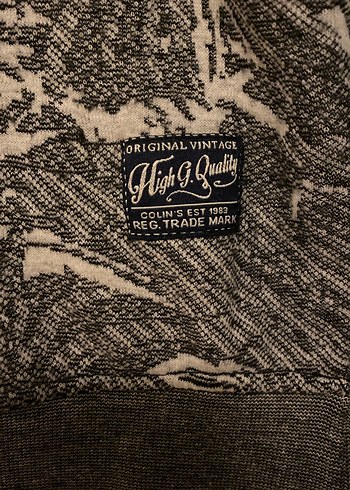 ORIGINAL VINTAGE
High G. Quality
COLIN'S EST 1983
REG. TRADE MARK